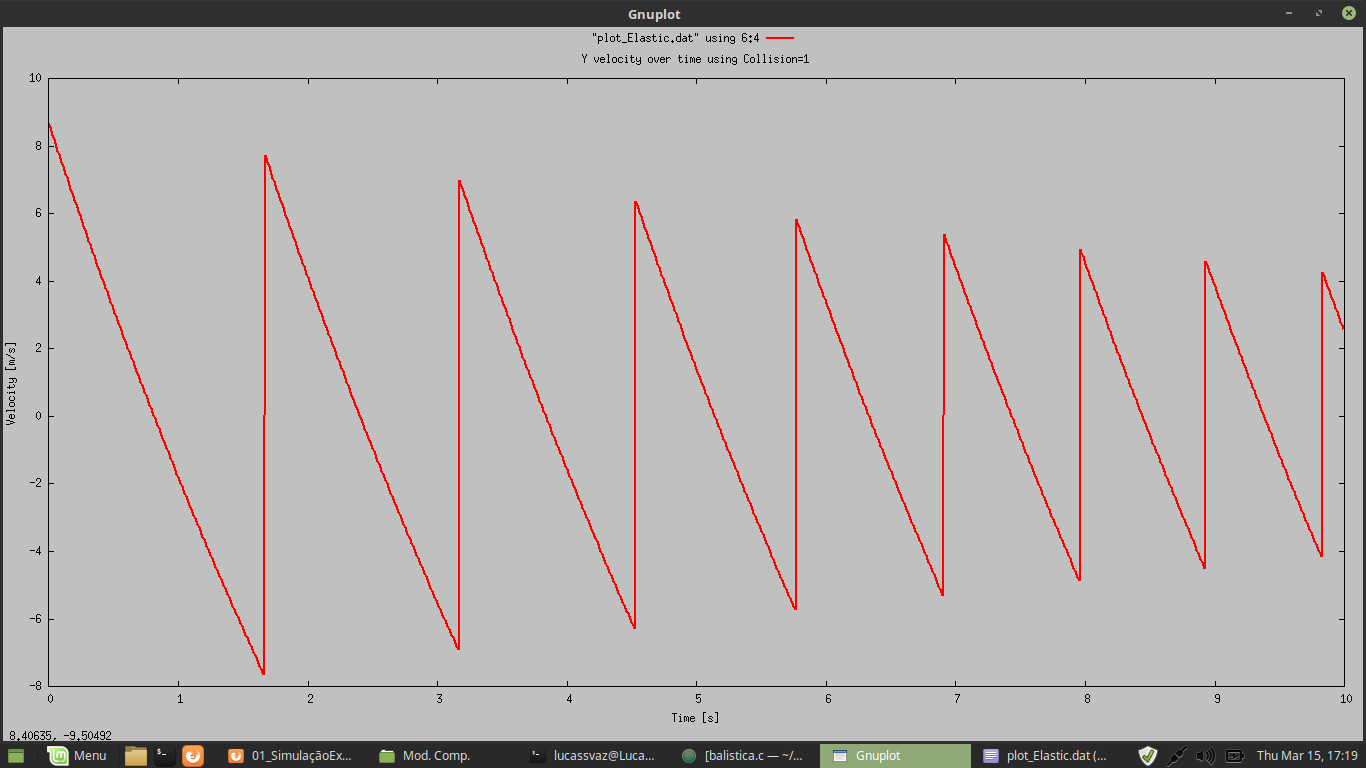 Gnuplot
"plot_Elastic.dat" using 6:4
Y velocity over time using Collision=1
10
8
6
4
2
0
-2
-4
-6
-8
Velocity [m/s]
0 1 2 3 4 5 6 7 8 9 10
Time [s]
8.40635, -9.50492
Menu 01_SimulaçãoEx... Mod. Comp. lucassvaz@Luca... [balistica.c — ~/... Gnuplot plot_Elastic.dat (... Thu Mar 15, 17:19